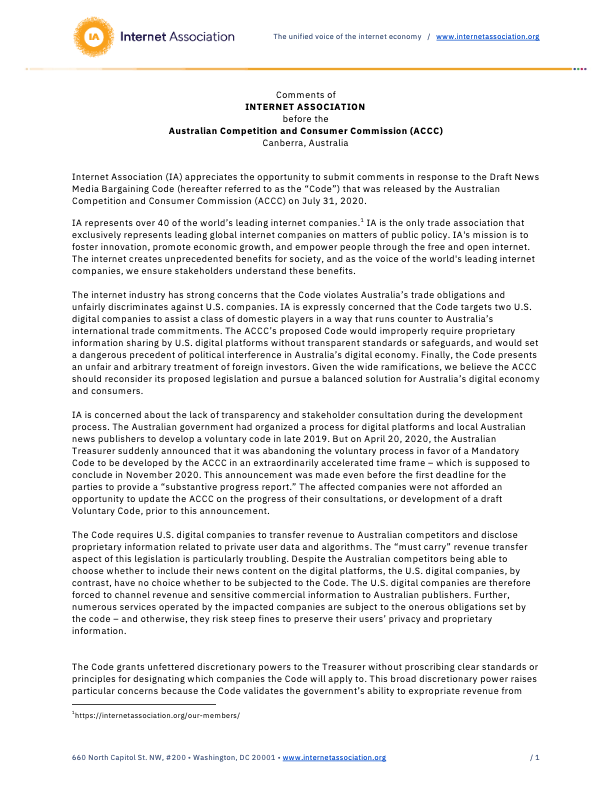 IA Internet Association
The unified voice of the internet economy / www.internetassociation.org
Comments of
INTERNET ASSOCIATION
before the
Australian Competition and Consumer Commission (ACCC)
Canberra, Australia
Internet Association (IA) appreciates the opportunity to submit comments in response to the Draft News
Media Bargaining Code (hereafter referred to as the “Code”) that was released by the Australian
Competition and Consumer Commission (ACCC) on July 31, 2020.
IA represents over 40 of the world’s leading internet companies.1 IA is the only trade association that
exclusively represents leading global internet companies on matters of public policy. IA's mission is to
foster innovation, promote economic growth, and empower people through the free and open internet.
The internet creates unprecedented benefits for society, and as the voice of the world's leading internet
companies, we ensure stakeholders understand these benefits.
The internet industry has strong concerns that the Code violates Australia’s trade obligations and
unfairly discriminates against U.S. companies. IA is expressly concerned that the Code targets two U.S.
digital companies to assist a class of domestic players in a way that runs counter to Australia’s
international trade commitments. The ACCC’s proposed Code would improperly require proprietary
information sharing by U.S. digital platforms without transparent standards or safeguards, and would set
a dangerous precedent of political interference in Australia’s digital economy. Finally, the Code presents
an unfair and arbitrary treatment of foreign investors. Given the wide ramifications, we believe the ACCC
should reconsider its proposed legislation and pursue a balanced solution for Australia’s digital economy
and consumers.
IA is concerned about the lack of transparency and stakeholder consultation during the development
process. The Australian government had organized a process for digital platforms and local Australian
news publishers to develop a voluntary code in late 2019. But on April 20, 2020, the Australian
Treasurer suddenly announced that it was abandoning the voluntary process in favor of a Mandatory
Code to be developed by the ACCC in an extraordinarily accelerated time frame – which is supposed to
conclude in November 2020. This announcement was made even before the first deadline for the
parties to provide a “substantive progress report.” The affected companies were not afforded an
opportunity to update the ACCC on the progress of their consultations, or development of a draft
Voluntary Code, prior to this announcement.
The Code requires U.S. digital companies to transfer revenue to Australian competitors and disclose
proprietary information related to private user data and algorithms. The “must carry” revenue transfer
aspect of this legislation is particularly troubling. Despite the Australian competitors being able to
choose whether to include their news content on the digital platforms, the U.S. digital companies, by
contrast, have no choice whether to be subjected to the Code. The U.S. digital companies are therefore
forced to channel revenue and sensitive commercial information to Australian publishers. Further,
numerous services operated by the impacted companies are subject to the onerous obligations set by
the code – and otherwise, they risk steep fines to preserve their users’ privacy and proprietary
information.
The Code grants unfettered discretionary powers to the Treasurer without proscribing clear standards or
principles for designating which companies the Code will apply to. This broad discretionary power raises
particular concerns because the Code validates the government’s ability to expropriate revenue from
1https://internetassociation.org/our-members/
660 North Capitol St. NW, #200 • Washington, DC 20001 • www.internetassociation.org
/ 1